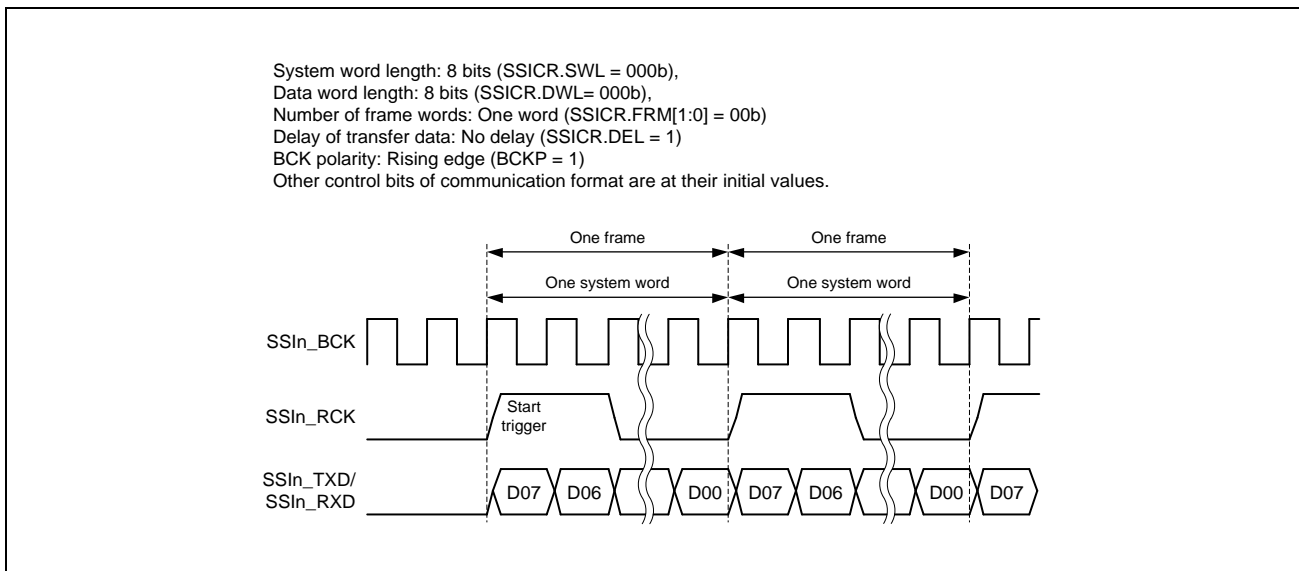 System word length: 8 bits (SSICR.SWL = 000b),
Data word length: 8 bits (SSICR.DWL= 000b),
Number of frame words: One word (SSICR.FRM[1:0] = 00b)
Delay of transfer data: No delay (SSICR.DEL = 1)
BCK polarity: Rising edge (BCKP = 1)
Other control bits of communication format are at their initial values.
One frame One frame
One system word One system word
SSIn_BCK
SSIn_RCK
Start
trigger
SSIn_TXD/
SSIn_RXD
D07 D06 D00 D07 D06 D00 D07